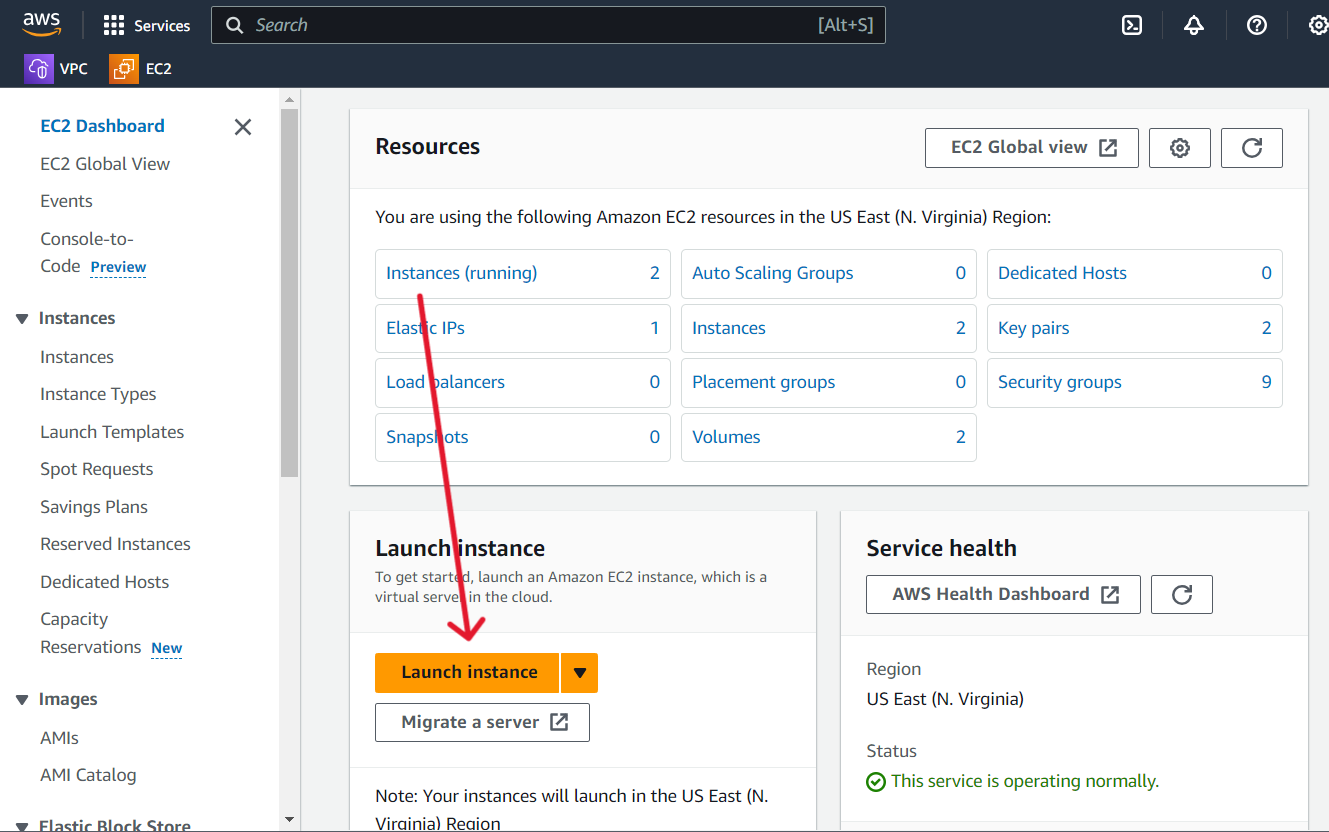 aws
Services
Search [Alt+S]
VPC EC2
EC2 Dashboard
EC2 Global View
Events
Console-to-
Code Preview
Instances
Instances
Instance Types
Launch Templates
Spot Requests
Savings Plans
Reserved Instances
Dedicated Hosts
Capacity
Reservations New
Images
AMIs
AMI Catalog
Elastic Block Store
Resources
EC2 Global view
You are using the following Amazon EC2 resources in the US East (N. Virginia) Region:
Instances (running) 2
Auto Scaling Groups 0
Dedicated Hosts 0
Elastic IPs 1
Instances 2
Key pairs 2
Load balancers 0
Placement groups 0
Security groups 9
Snapshots 0
Volumes 2
Launch instance
To get started, launch an Amazon EC2 instance, which is a
virtual server in the cloud.
Launch instance
Migrate a server
Note: Your instances will launch in the US East (N.
Virginia) Region
Service health
AWS Health Dashboard
Region
US East (N. Virginia)
Status
This service is operating normally.